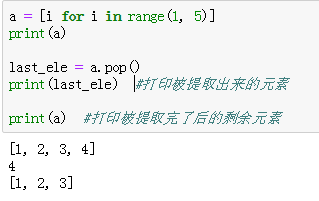 a = [i for i in range(1, 5)]
print(a)
last_ele = a.pop()
print(last_ele)  #打印被提取出来的元素
print(a)  #打印被提取完了后的剩余元素
[1, 2, 3, 4]
4
[1, 2, 3]